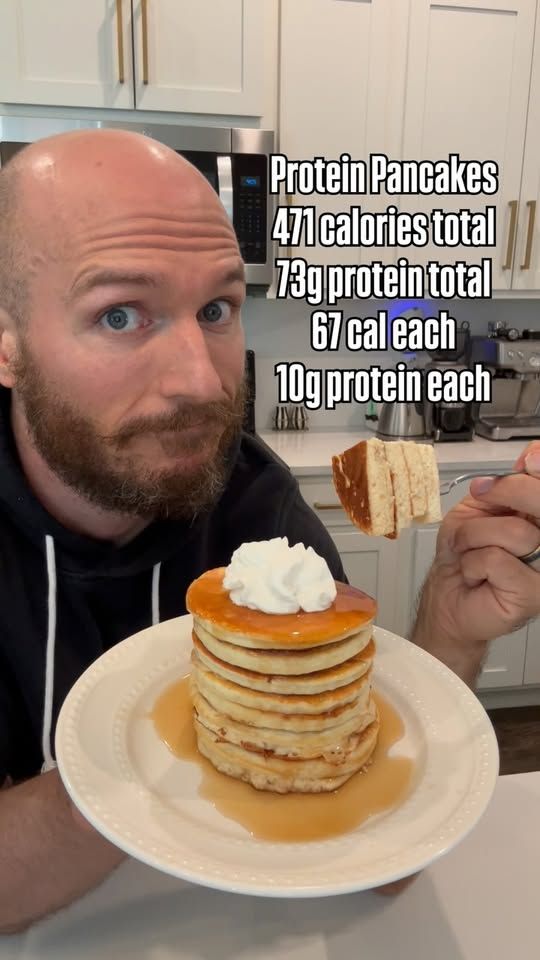 Protein Pancakes
471 calories total
73g protein total
67 cal each
10g protein each